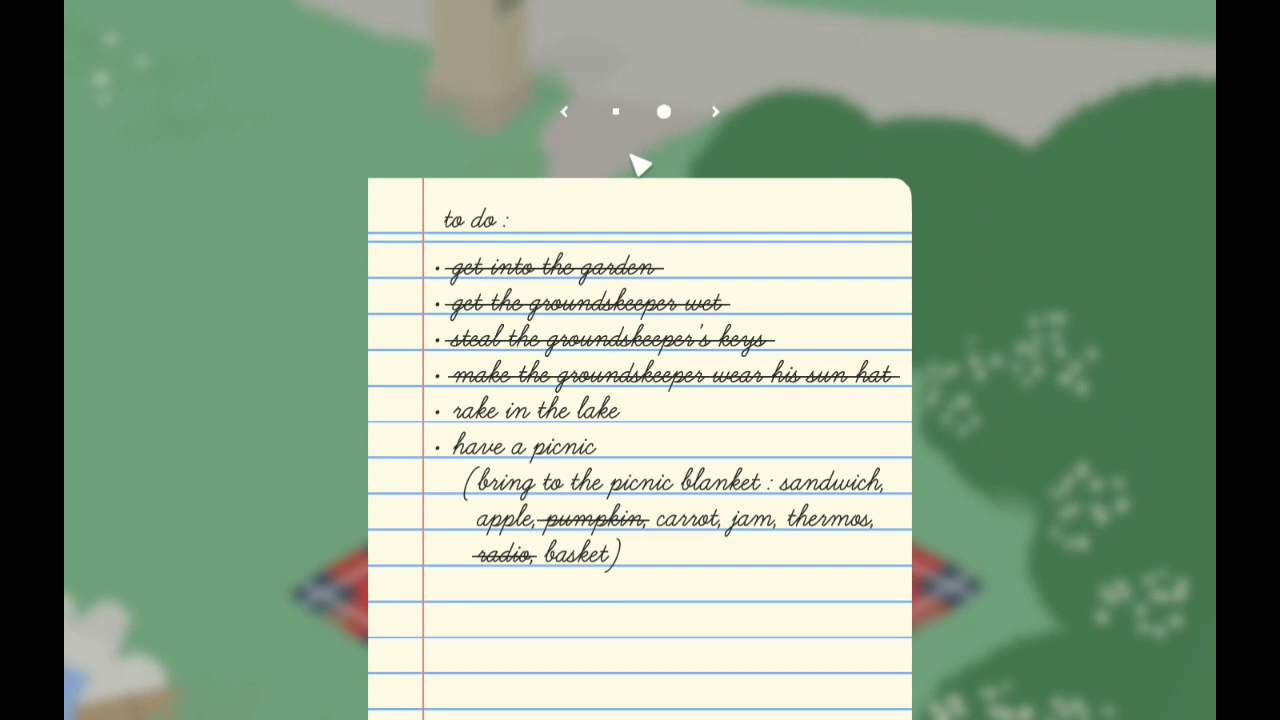 to do :
• get into the garden
• get the groundskeeper wet
• steal the groundskeeper's keys
• make the groundskeeper wear his sun hat
• rake in the lake
• have a picnic
(bring to the picnic blanket : sandwich,
apple, pumpkin, carrot, jam, thermos,
radio, basket)